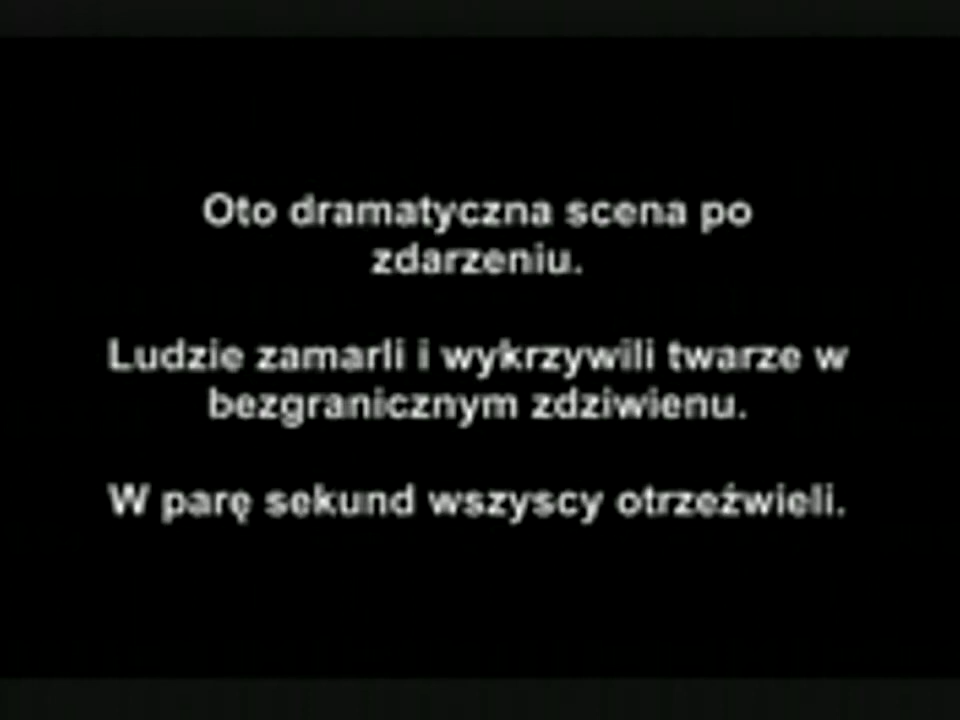 Oto dramatyczna scena po
zdarzeniu.
Ludzie zamarli i wykrzywili twarze w
bezgranicznym zdziwienu.
W parę sekund wszyscy otrzeźwieli.